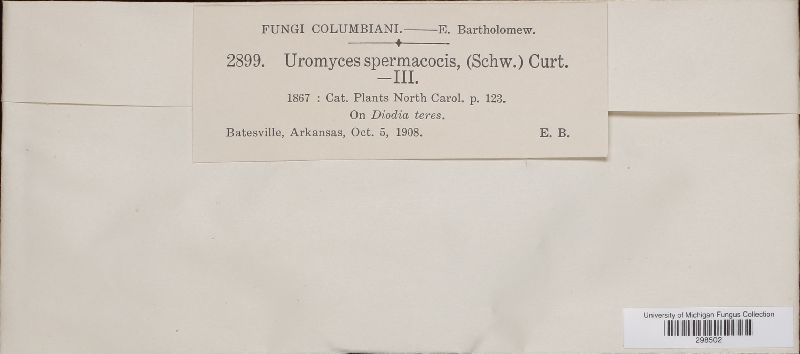 FUNGI COLUMBIANI.——E. Bartholomew.
2899. Uromyces spermacocis, (Schw.) Curt.
—III.
1867 : Cat. Plants North Carol. p. 123.
On Diodia teres.
Batesville, Arkansas, Oct. 5, 1908. E. B.
University of Michigan Fungus Collection
298502